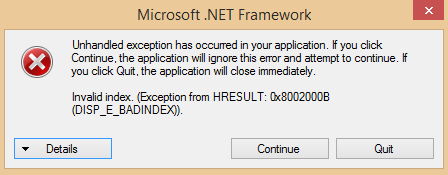 Microsoft .NET Framework
Unhandled exception has occurred in your application. If you click
Continue, the application will ignore this error and attempt to continue. If
you click Quit, the application will close immediately.
Invalid index. (Exception from HRESULT: 0x8002000B
(DISP_E_BADINDEX)).
Details
Continue
Quit